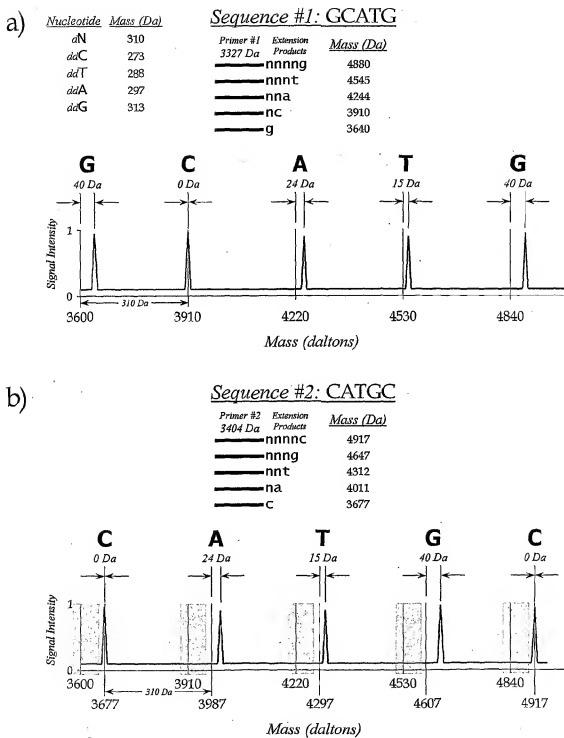 a)
Nucleotide Mass (Da)
dN 310
ddC 273
ddT 288
ddA 297
ddG 313
Sequence #1: GCATG
Primer #1 Extension Products Mass (Da)
3327 Da
nnnng 4880
nnnt 4545
nna 4244
nc 3910
g 3640
G C A T G
40 Da 0 Da 24 Da 15 Da 40 Da
Signal Intensity
1
0
310 Da
3600 3910 4220 4530 4840
Mass (daltons)
b)
Sequence #2: CATGC
Primer #2 Extension Products Mass (Da)
3404 Da
nnnnc 4917
nnng 4647
nnt 4312
na 4011
c 3677
C A T G C
0 Da 24 Da 15 Da 40 Da 0 Da
Signal Intensity
1
0
3600 3910 4220 4530 4840
310 Da
3677 3987 4297 4607 4917
Mass (daltons)